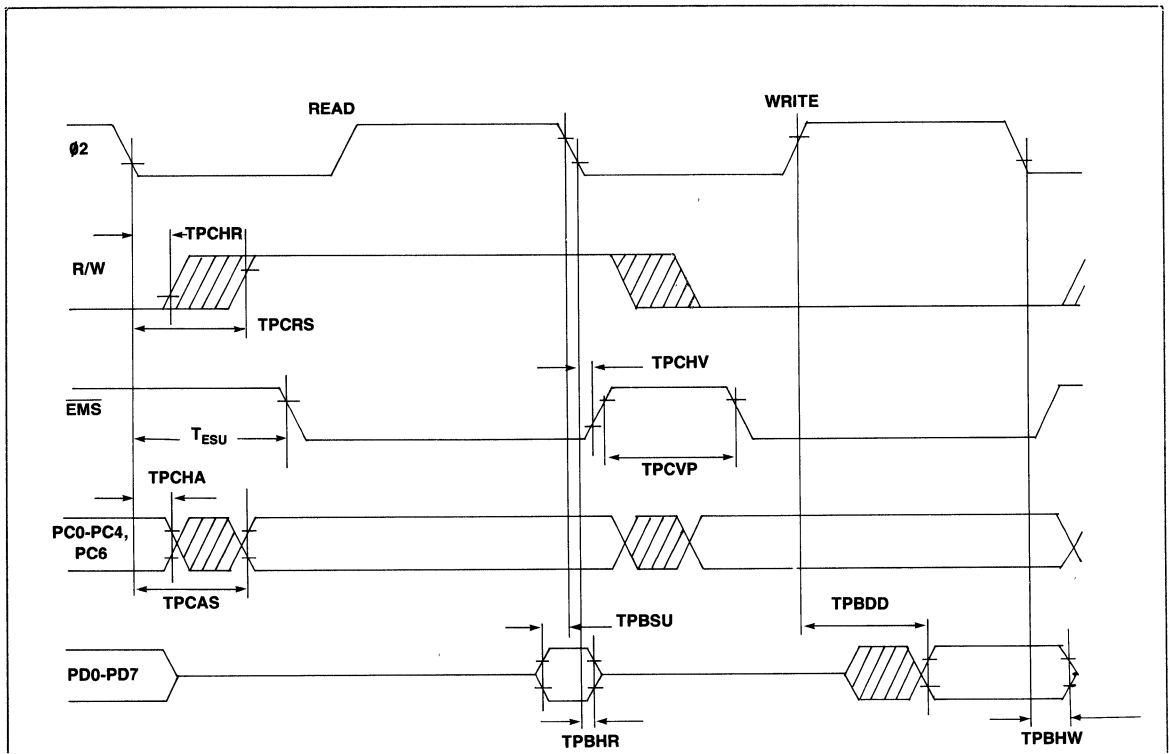 READ
WRITE
Ø2
TPCHR
R/W
TPCRS
TPCHV
EMS
TESU
TPCVP
TPCHA
PC0-PC4,
PC6
TPCAS
TPBDD
TPBSU
PD0-PD7
TPBHR
TPBHW